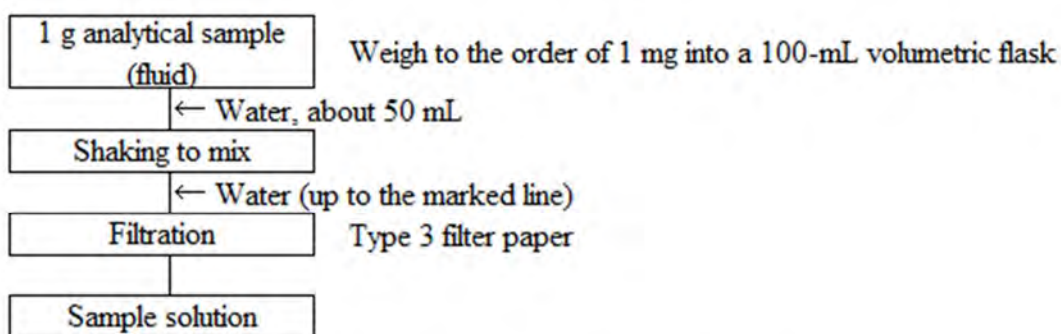 1 g analytical sample
(fluid)
Weigh to the order of 1 mg into a 100-mL volumetric flask
← Water, about 50 mL
Shaking to mix
← Water (up to the marked line)
Filtration
Type 3 filter paper
Sample solution